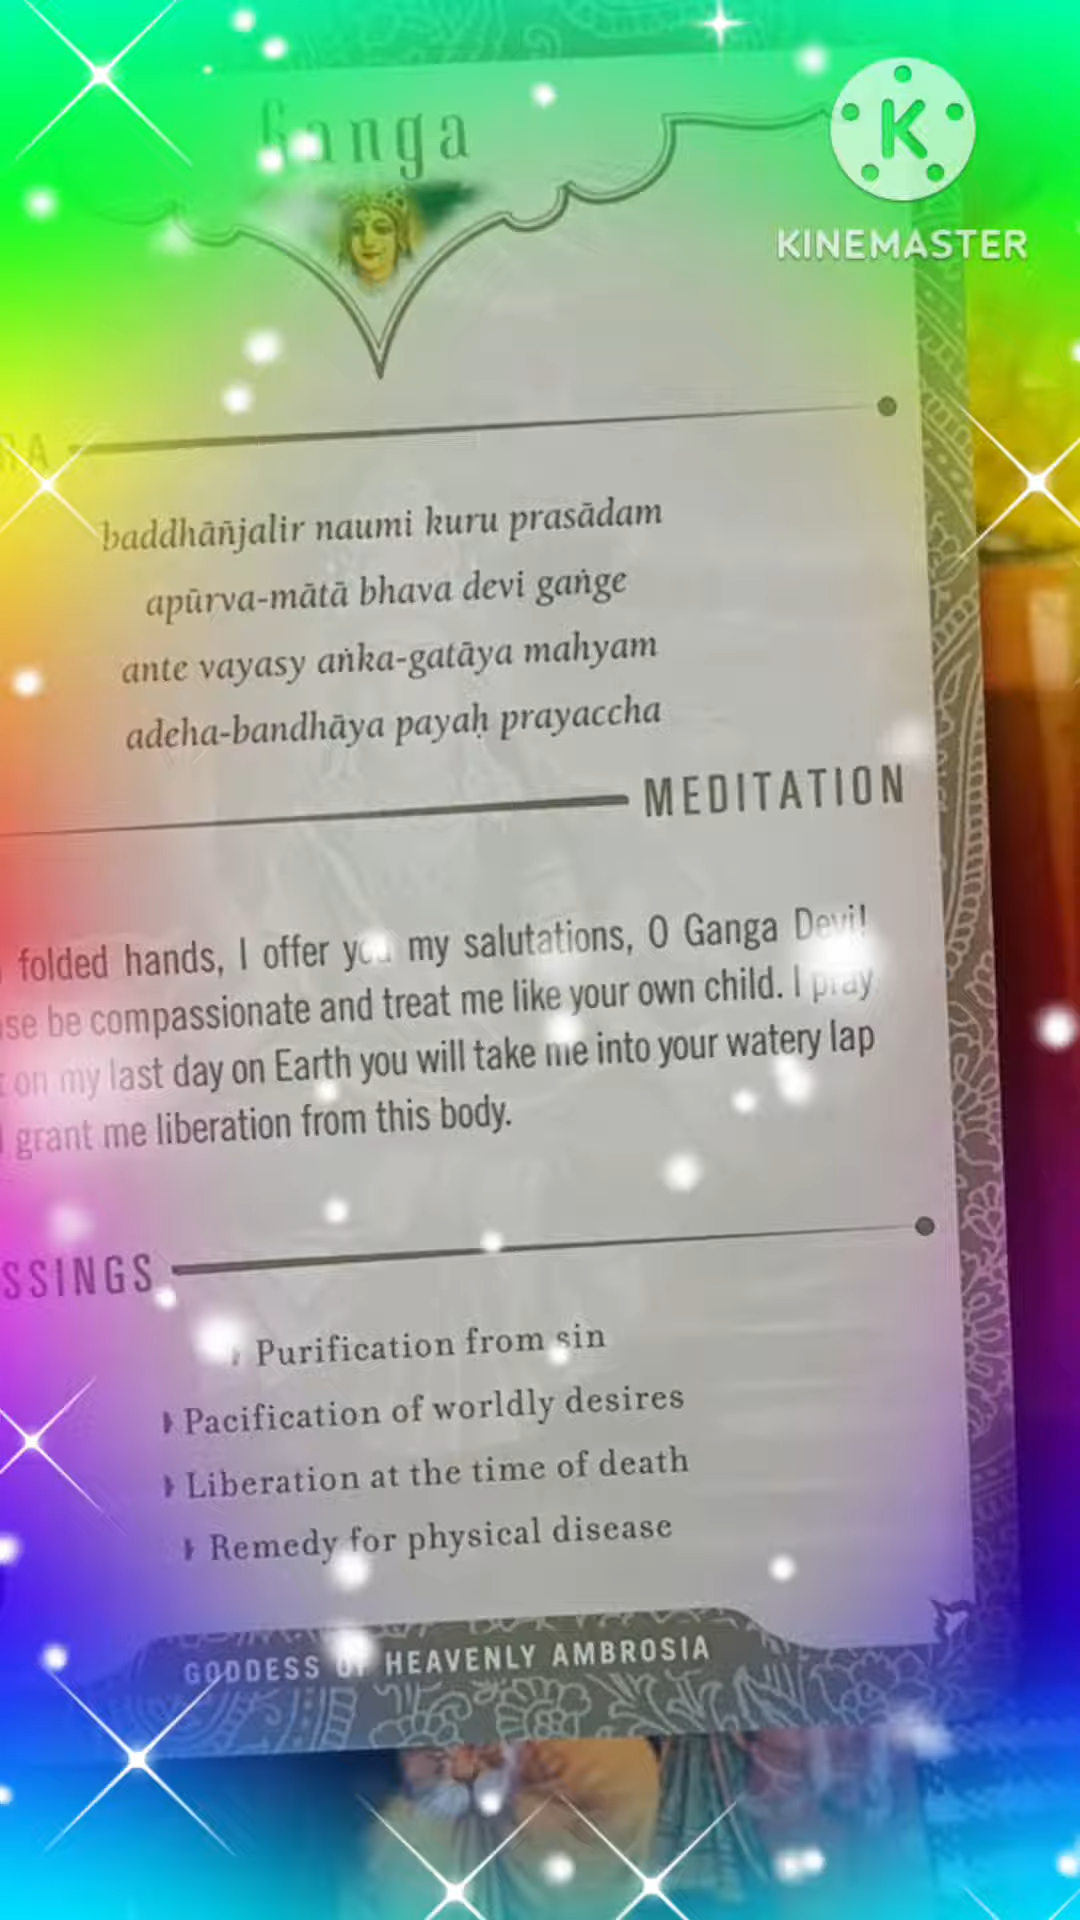 Ganga
KINEMASTER
baddhāñjalir naumi kuru prasādam
apūrva-mātā bhava devi gaṅge
ante vayasy aṅka-gatāya mahyam
adeha-bandhāya payaḥ prayaccha
MEDITATION
folded hands, I offer you my salutations, O Ganga Devi!
be compassionate and treat me like your own child. I pray
on my last day on Earth you will take me into your watery lap
grant me liberation from this body.
SSINGS
Purification from sin
Pacification of worldly desires
Liberation at the time of death
Remedy for physical disease
GODDESS OF HEAVENLY AMBROSIA